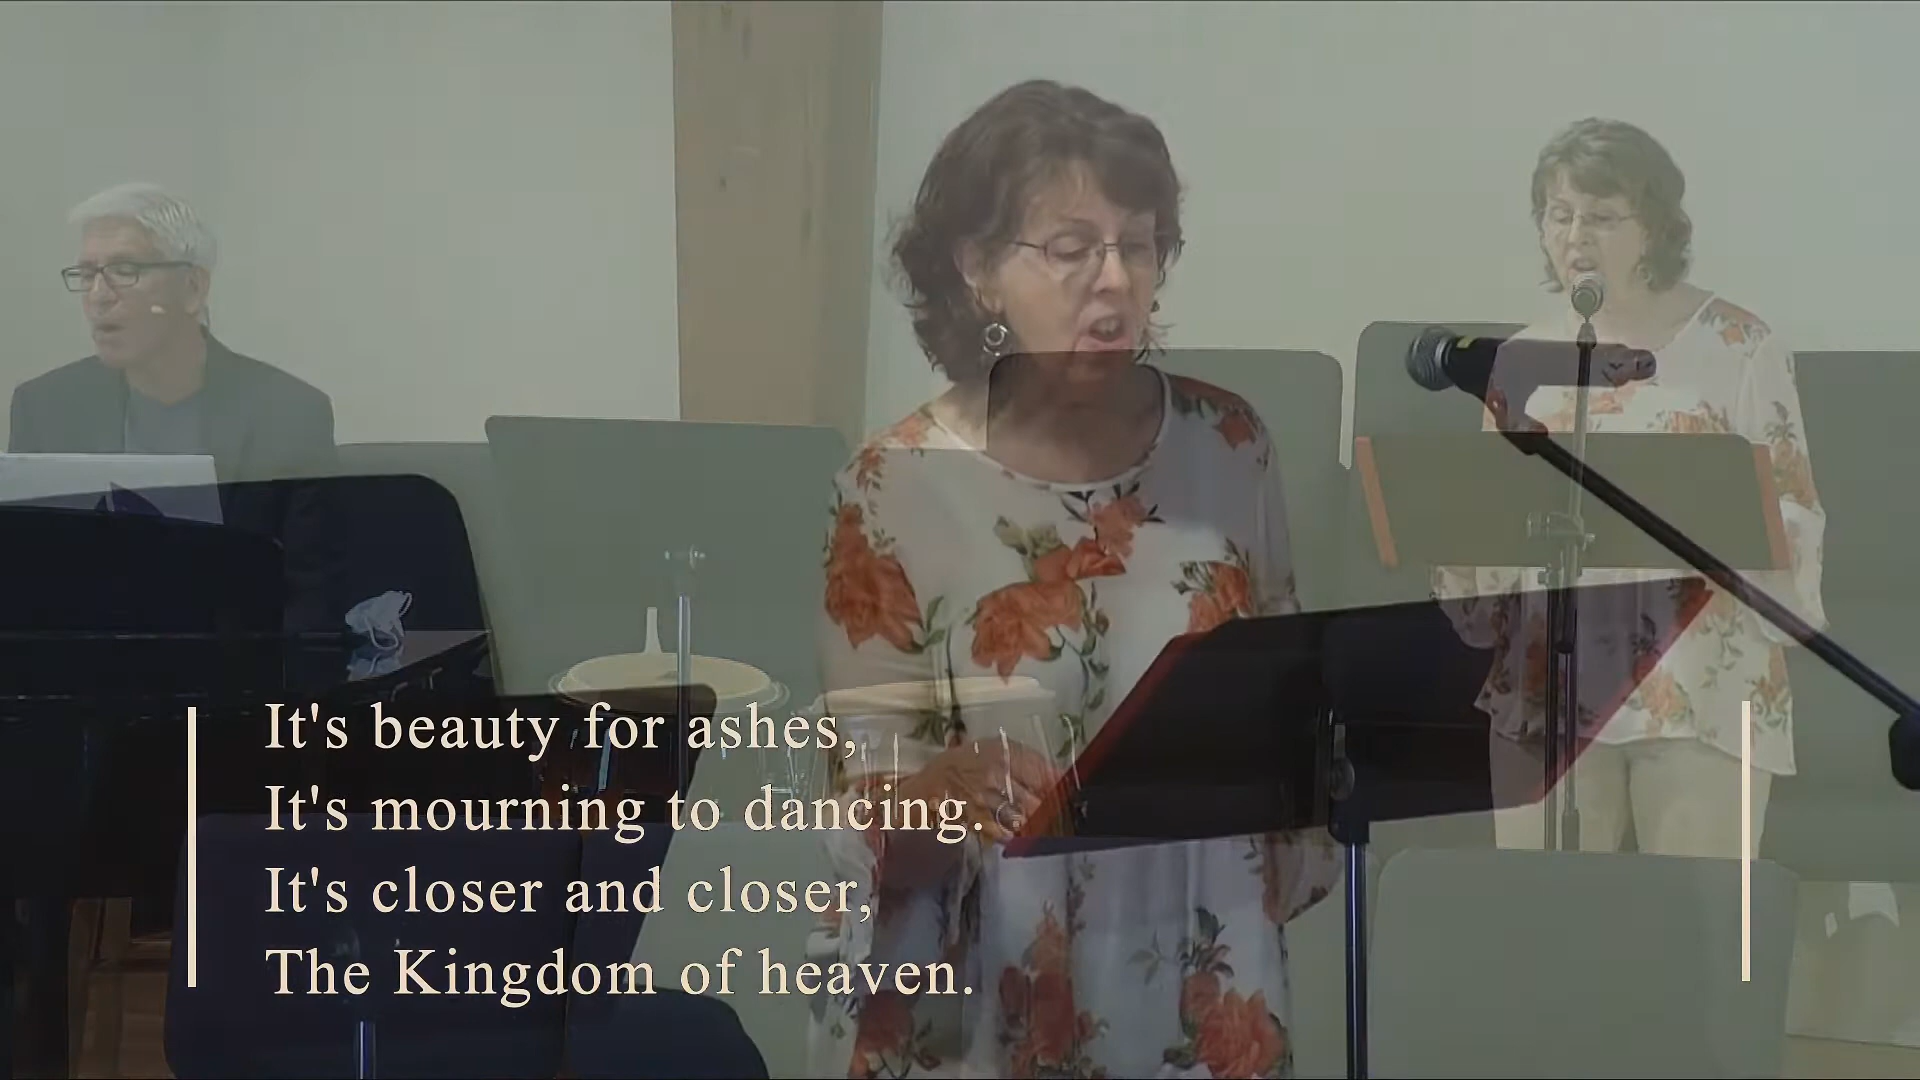 It's beauty for ashes,
It's mourning to dancing.
It's closer and closer,
The Kingdom of heaven.